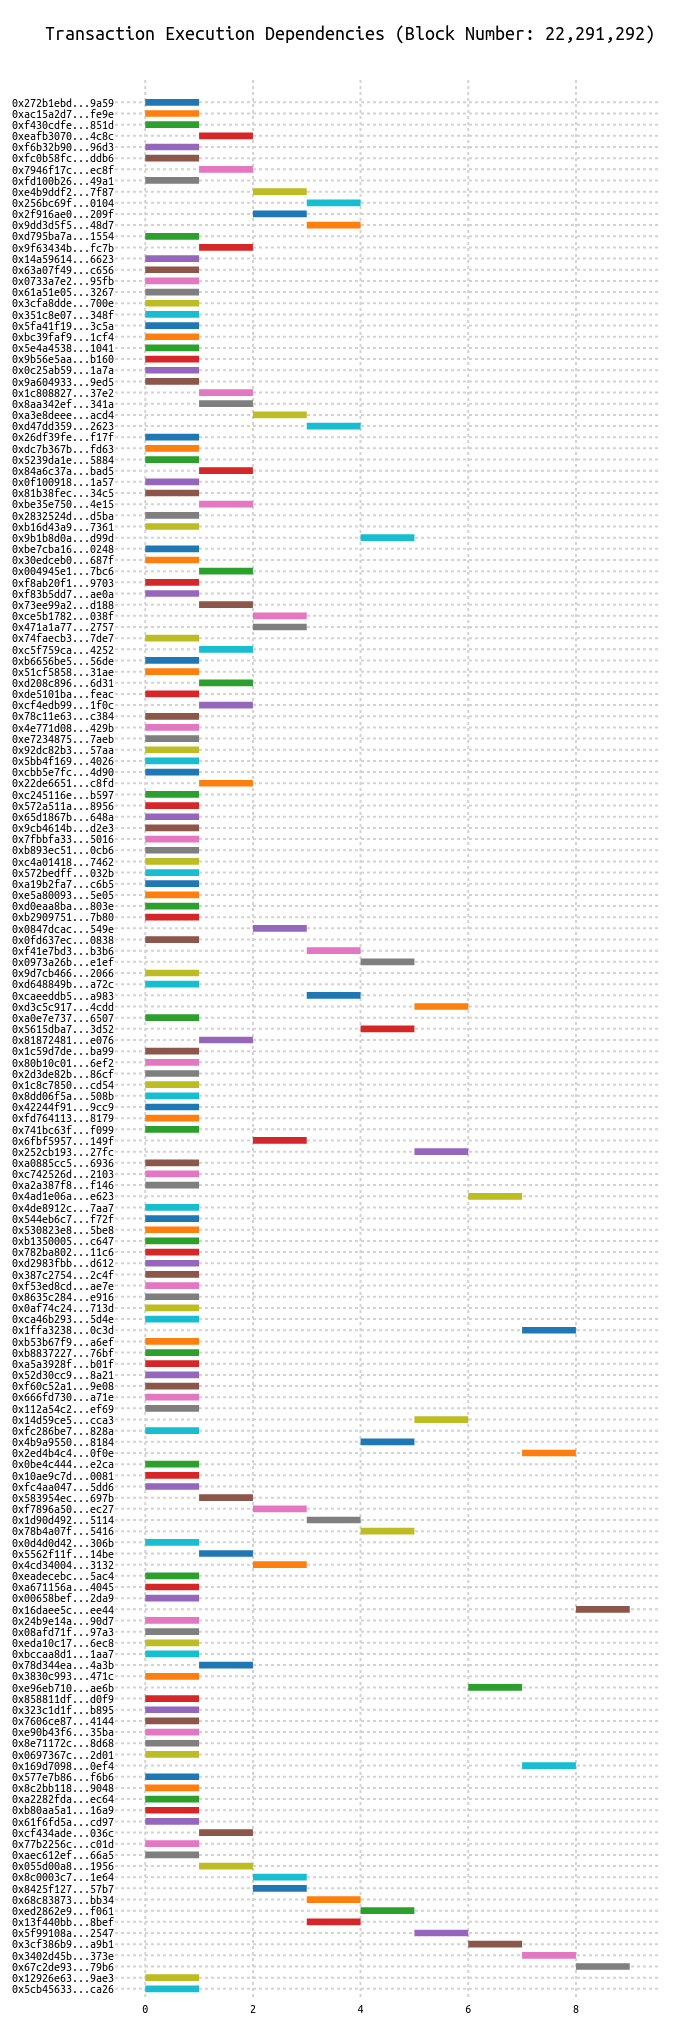 Transaction Execution Dependencies (Block Number: 22,291,292)
0x272b1ebd...9a59
0xac15a2d7...fe9e
0xf430cdfe...851d
0xeafb3070...4c8c
0xf6b32b90...96d3
0xfc0b58fc...ddb6
0x7946f17c...ec8f
0xfd100b26...49a1
0xe4b9ddf2...7f87
0x256bc69f...0104
0x2f916ae0...209f
0x9dd3d5f5...48d7
0xd795ba7a...1554
0x9f63434b...fc7b
0x14a59614...6623
0x63a07f49...c656
0x0733a7e2...95fb
0x61a51e05...3267
0x3cfa8dde...700e
0x351c8e07...348f
0x5fa41f19...3c5a
0xbc39faf9...1cf4
0x5e4a4538...1041
0x9b56e5aa...b160
0x0c25ab59...1a7a
0x9a604933...9ed5
0x1c808827...37e2
0x8aa342ef...341a
0xa3e8deee...acd4
0xd47dd359...2623
0x26df39fe...f17f
0xdc7b367b...fd63
0x5239da1e...5884
0x84a6c37a...bad5
0x0f100918...1a57
0x81b38fec...34c5
0xbe35e750...4e15
0x2832524d...d5ba
0xb16d43a9...7361
0x9b1b8d0a...d99d
0xbe7cba16...0248
0x30edceb0...687f
0x004945e1...7bc6
0xf8ab20f1...9703
0xf83b5dd7...ae0a
0x73ee99a2...d188
0xce5b1782...038f
0x471a1a77...2757
0x74faecb3...7de7
0xc5f759ca...4252
0xb6656be5...56de
0x51cf5858...31ae
0xd208c896...6d31
0xde5101ba...feac
0xcf4edb99...1f0c
0x78c11e63...c384
0x4e771d08...429b
0xe7234875...7aeb
0x92dc82b3...57aa
0x5bb4f169...4026
0xcbb5e7fc...4d90
0x22de6651...c8fd
0xc245116e...b597
0x572a511a...8956
0x65d1867b...648a
0x9cb4614b...d2e3
0x7fbbfa33...5016
0xb893ec51...0cb6
0xc4a01418...7462
0x572bedff...032b
0xa19b2fa7...c6b5
0xe5a80093...5e05
0xd0eaa8ba...803e
0xb2909751...7b80
0x0847dcac...549e
0x0fd637ec...0838
0xf41e7bd3...b3b6
0x0973a26b...e1ef
0x9d7cb466...2066
0xd648849b...a72c
0xcaeeddb5...a983
0xd3c5c917...4cdd
0xa0e7e737...6507
0x5615dba7...3d52
0x81872481...e076
0x1c59d7de...ba99
0x80b10c01...6ef2
0x2d3de82b...86cf
0x1c8c7850...cd54
0x8dd06f5a...508b
0x42244f91...9cc9
0xfd764113...8179
0x741bc63f...f099
0x6fbf5957...149f
0x252cb193...27fc
0xa0885cc5...6936
0xc742526d...2103
0xa2a387f8...f146
0x4ad1e06a...e623
0x4de8912c...7aa7
0x544eb6c7...f72f
0x530823e8...5be8
0xb1350005...c647
0x782ba802...11c6
0xd2983fbb...d612
0x387c2754...2c4f
0xf53ed8cd...ae7e
0x8635c284...e916
0x0af74c24...713d
0xca46b293...5d4e
0x1ffa3238...0c3d
0xb53b67f9...a6ef
0xb8837227...76bf
0xa5a3928f...b01f
0x52d30cc9...8a21
0xf60c52a1...9e08
0x666fd730...a71e
0x112a54c2...ef69
0x14d59ce5...cca3
0xfc286be7...828a
0x4b9a9550...8184
0x2ed4b4c4...0f0e
0x0be4c444...e2ca
0x10ae9c7d...0081
0xfc4aa047...5dd6
0x583954ec...697b
0xf7896a50...ec27
0x1d90d492...5114
0x78b4a07f...5416
0x0d4d0d42...306b
0x5562f11f...14be
0x4cd34004...3132
0xeadecebc...5ac4
0xa671156a...4045
0x00658bef...2da9
0x16daee5c...ee44
0x24b9e14a...90d7
0x08afd71f...97a3
0xeda10c17...6ec8
0xbccaa8d1...1aa7
0x78d344ea...4a3b
0x3830c993...471c
0xe96eb710...ae6b
0x858811df...d0f9
0x323c1d1f...b895
0x7606ce87...4144
0xe90b43f6...35ba
0x8e71172c...8d68
0x0697367c...2d01
0x169d7098...0ef4
0x577e7b86...f6b6
0x8c2bb118...9048
0xa2282fda...ec64
0xb80aa5a1...16a9
0x61f6fd5a...cd97
0xcf434ade...036c
0x77b2256c...c01d
0xaec612ef...66a5
0x055d00a8...1956
0x8c0003c7...1e64
0x8425f127...57b7
0x68c83873...bb34
0xed2862e9...f061
0x13f440bb...8bef
0x5f99108a...2547
0x3cf386b9...a9b1
0x3402d45b...373e
0x67c2de93...79b6
0x12926e63...9ae3
0x5cb45633...ca26
0 2 4 6 8